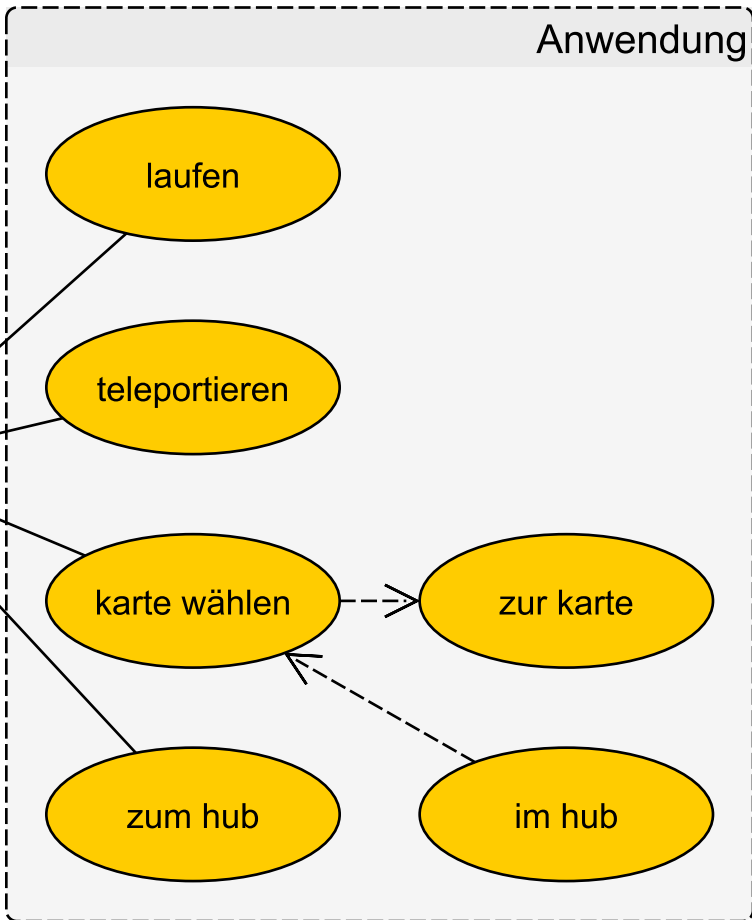 Anwendung
laufen
teleportieren
karte wählen
zur karte
zum hub
im hub